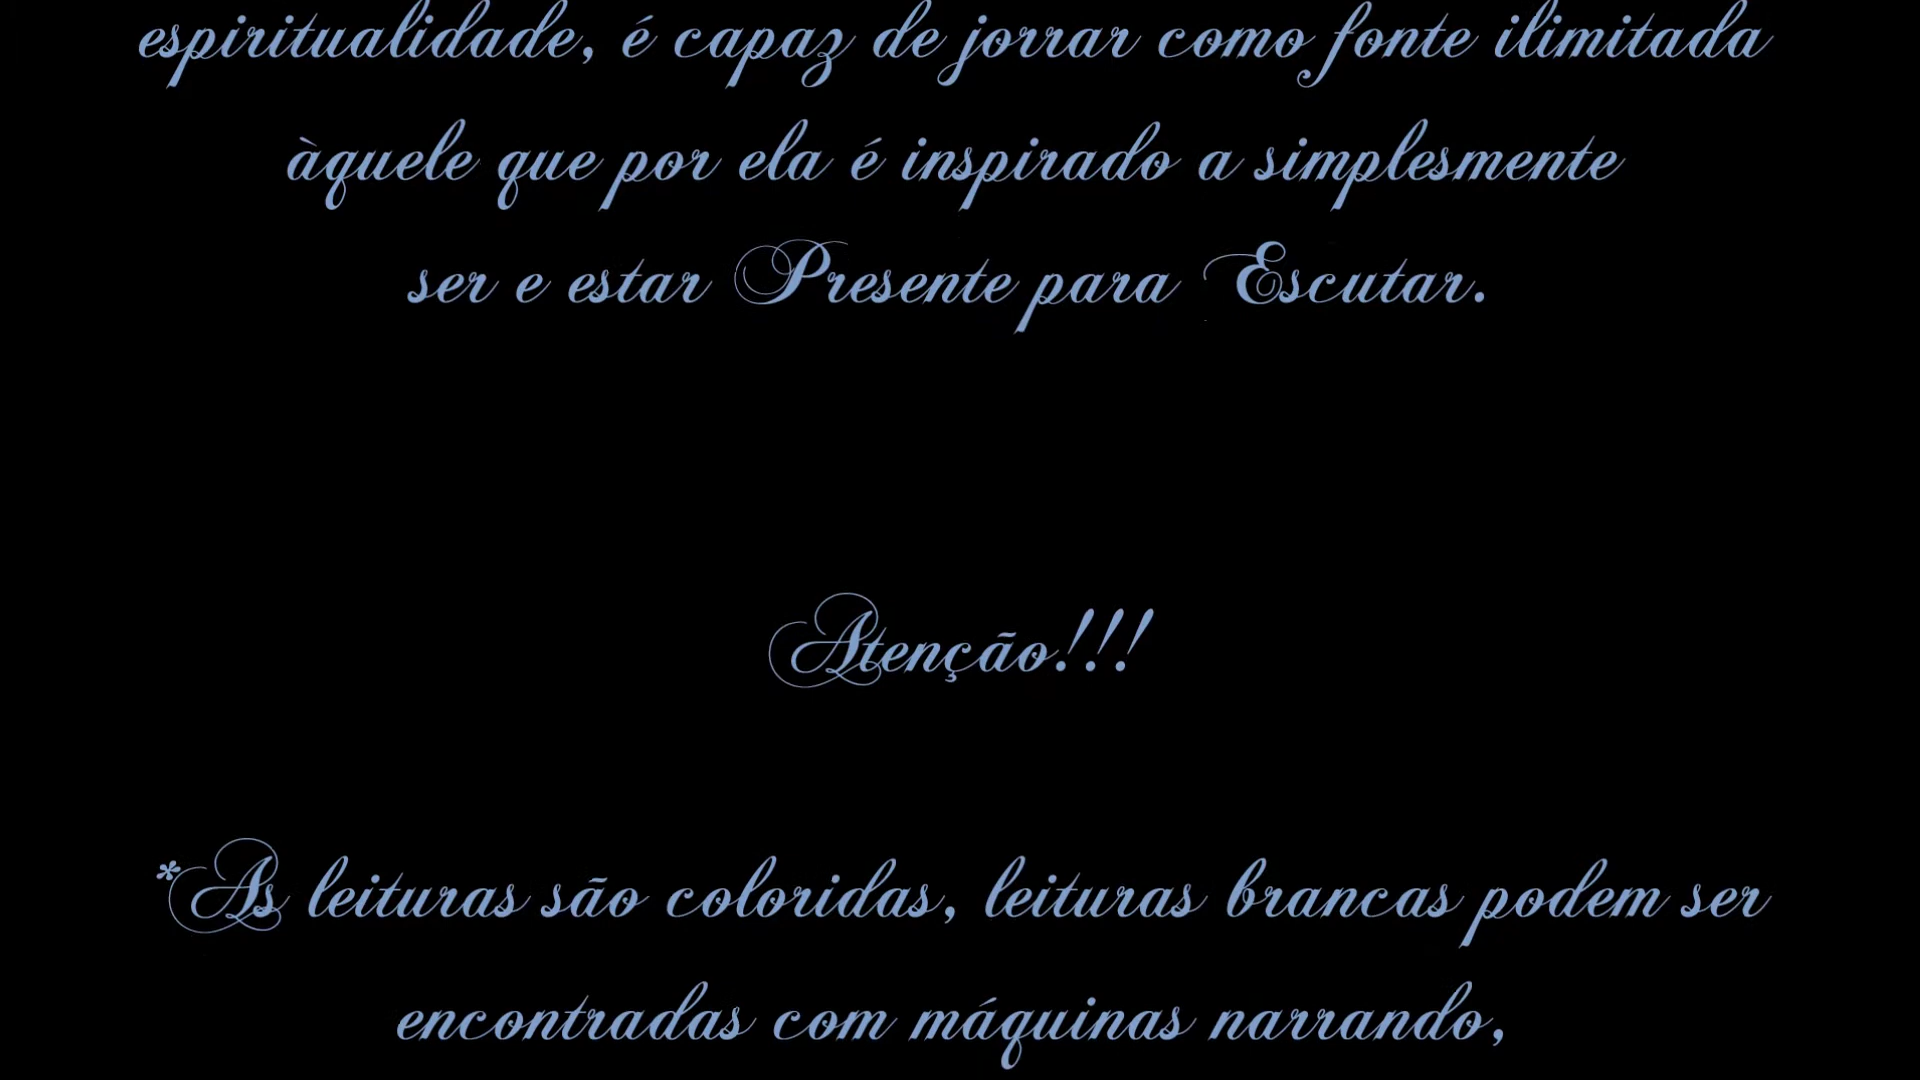 espiritualidade, é capaz de jorrar como fonte ilimitada
àquele que por ela é inspirado a simplesmente
ser e estar Presente para Escutar.
Atenção!!!
*As leituras são coloridas, leituras brancas podem ser
encontradas com máquinas narrando,